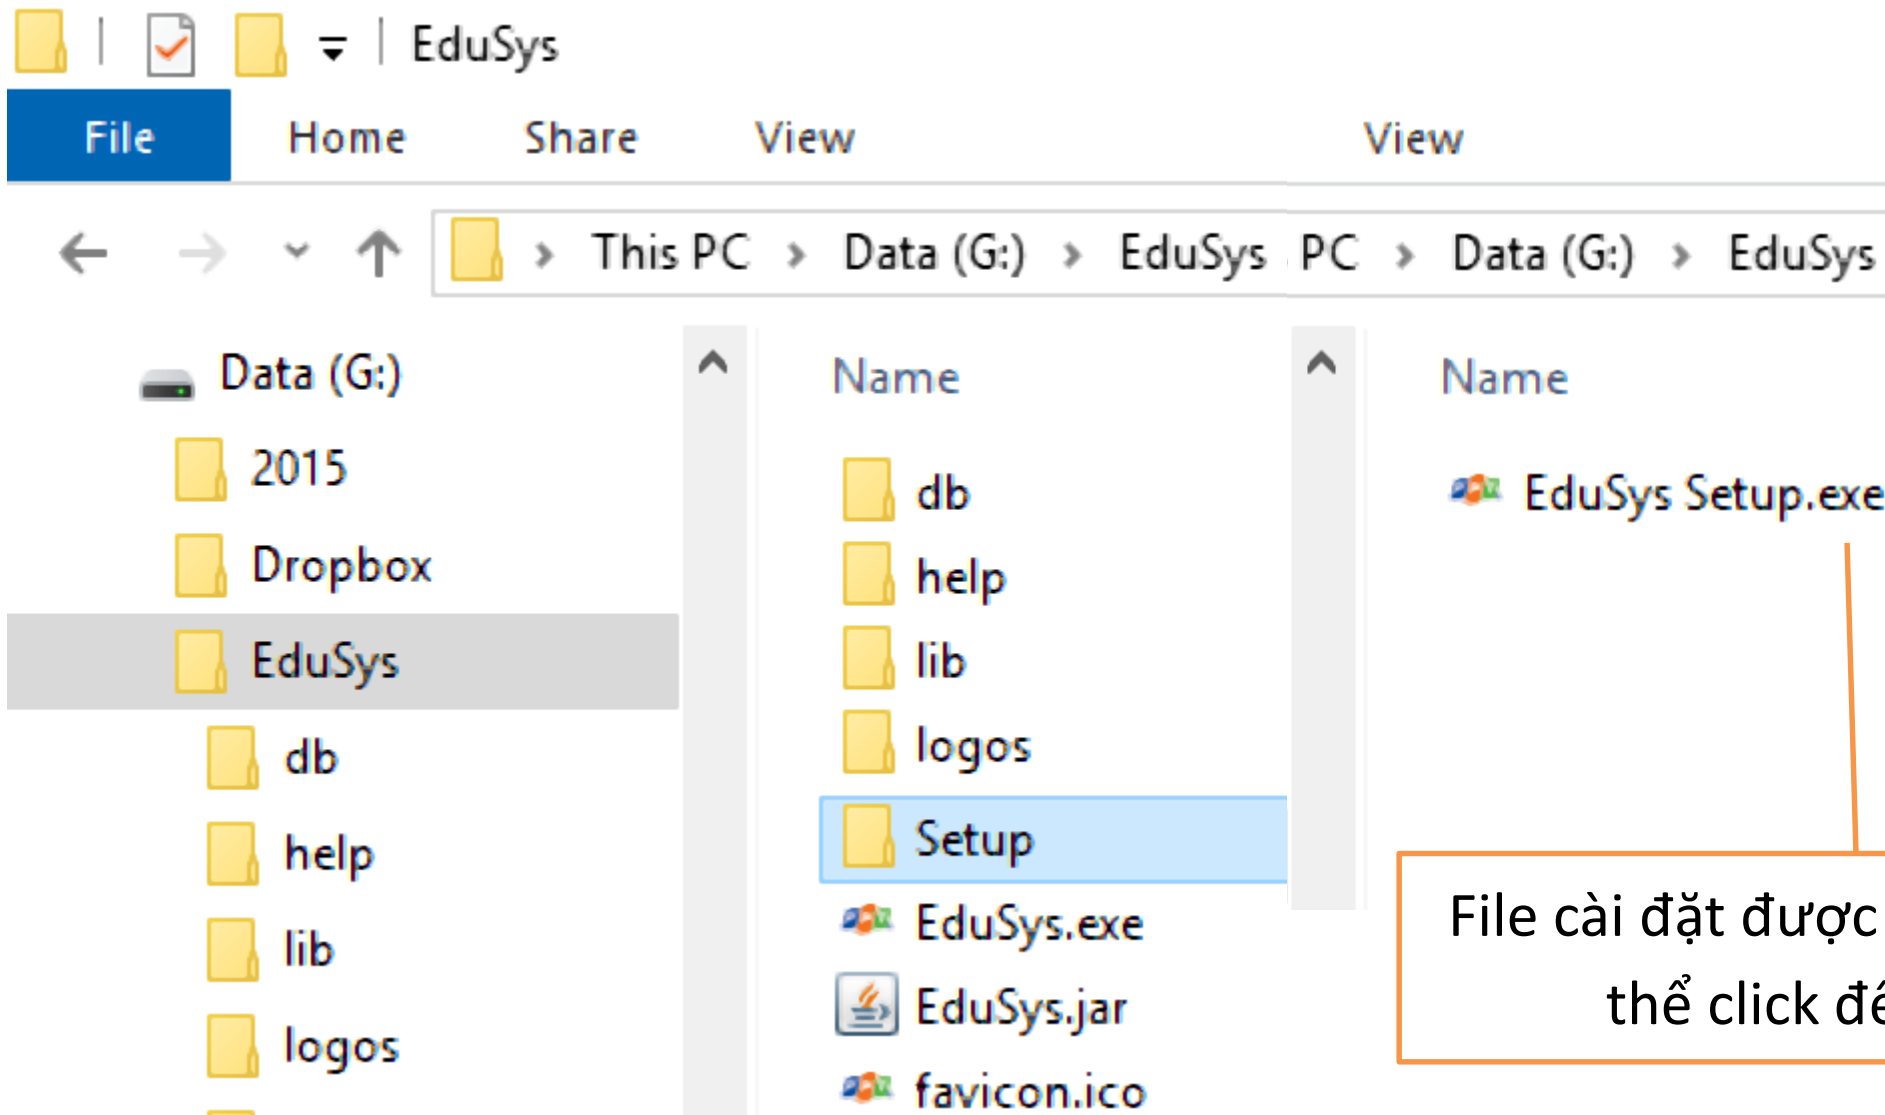 EduSys
File Home Share View View
This PC Data (G:) EduSys PC Data (G:) EduSys
Data (G:)
2015
Dropbox
EduSys
db
help
lib
logos
Name
db
help
lib
logos
Setup
EduSys.exe
EduSys.jar
favicon.ico
Name
EduSys Setup.exe
File cài đặt được
thể click